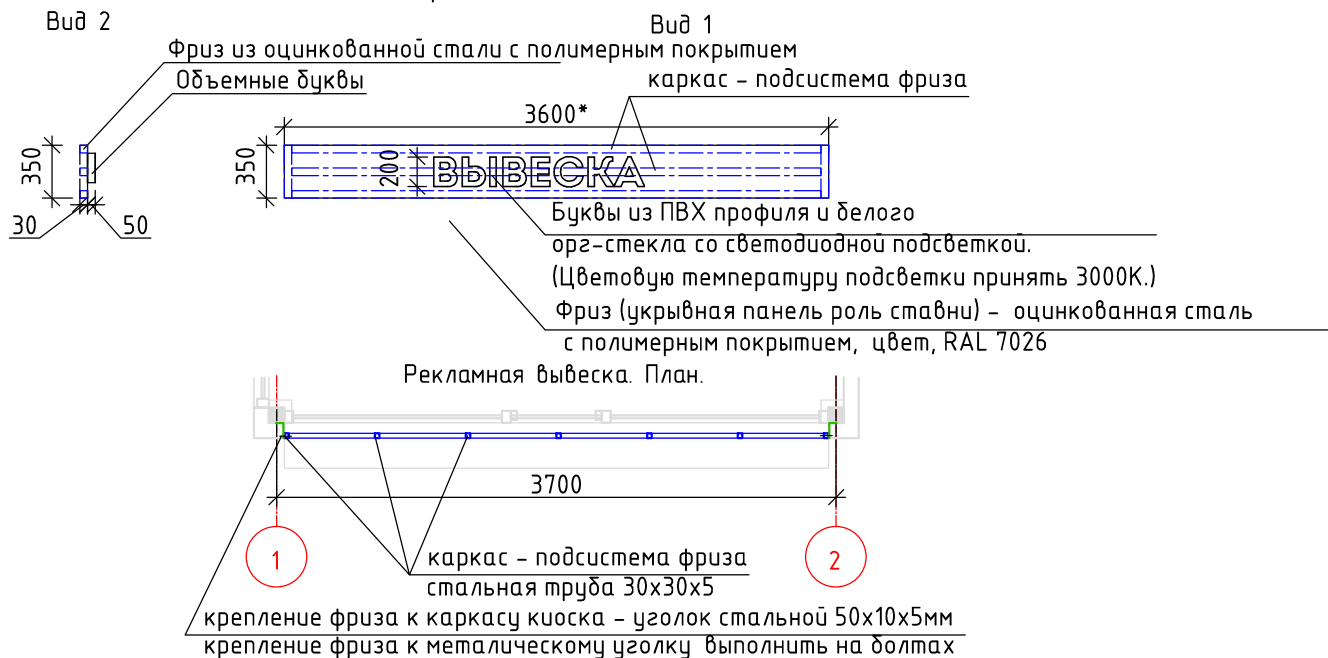 Вид 2
Вид 1
Фриз из оцинкованной стали с полимерным покрытием
Объемные буквы
каркас - подсистема фриза
3600*
350
350
200
ВЫВЕСКА
30
50
Буквы из ПВХ профиля и белого
орг-стекла со светодиодной подсветкой.
(Цветовую температуру подсветки принять 3000К.)
Фриз (укрывная панель роль ставни) - оцинкованная сталь
с полимерным покрытием, цвет, RAL 7026
Рекламная вывеска. План.
3700
1
2
каркас - подсистема фриза
стальная труба 30х30х5
крепление фриза к каркасу киоска - уголок стальной 50х10х5мм
крепление фриза к металическому уголку выполнить на болтах